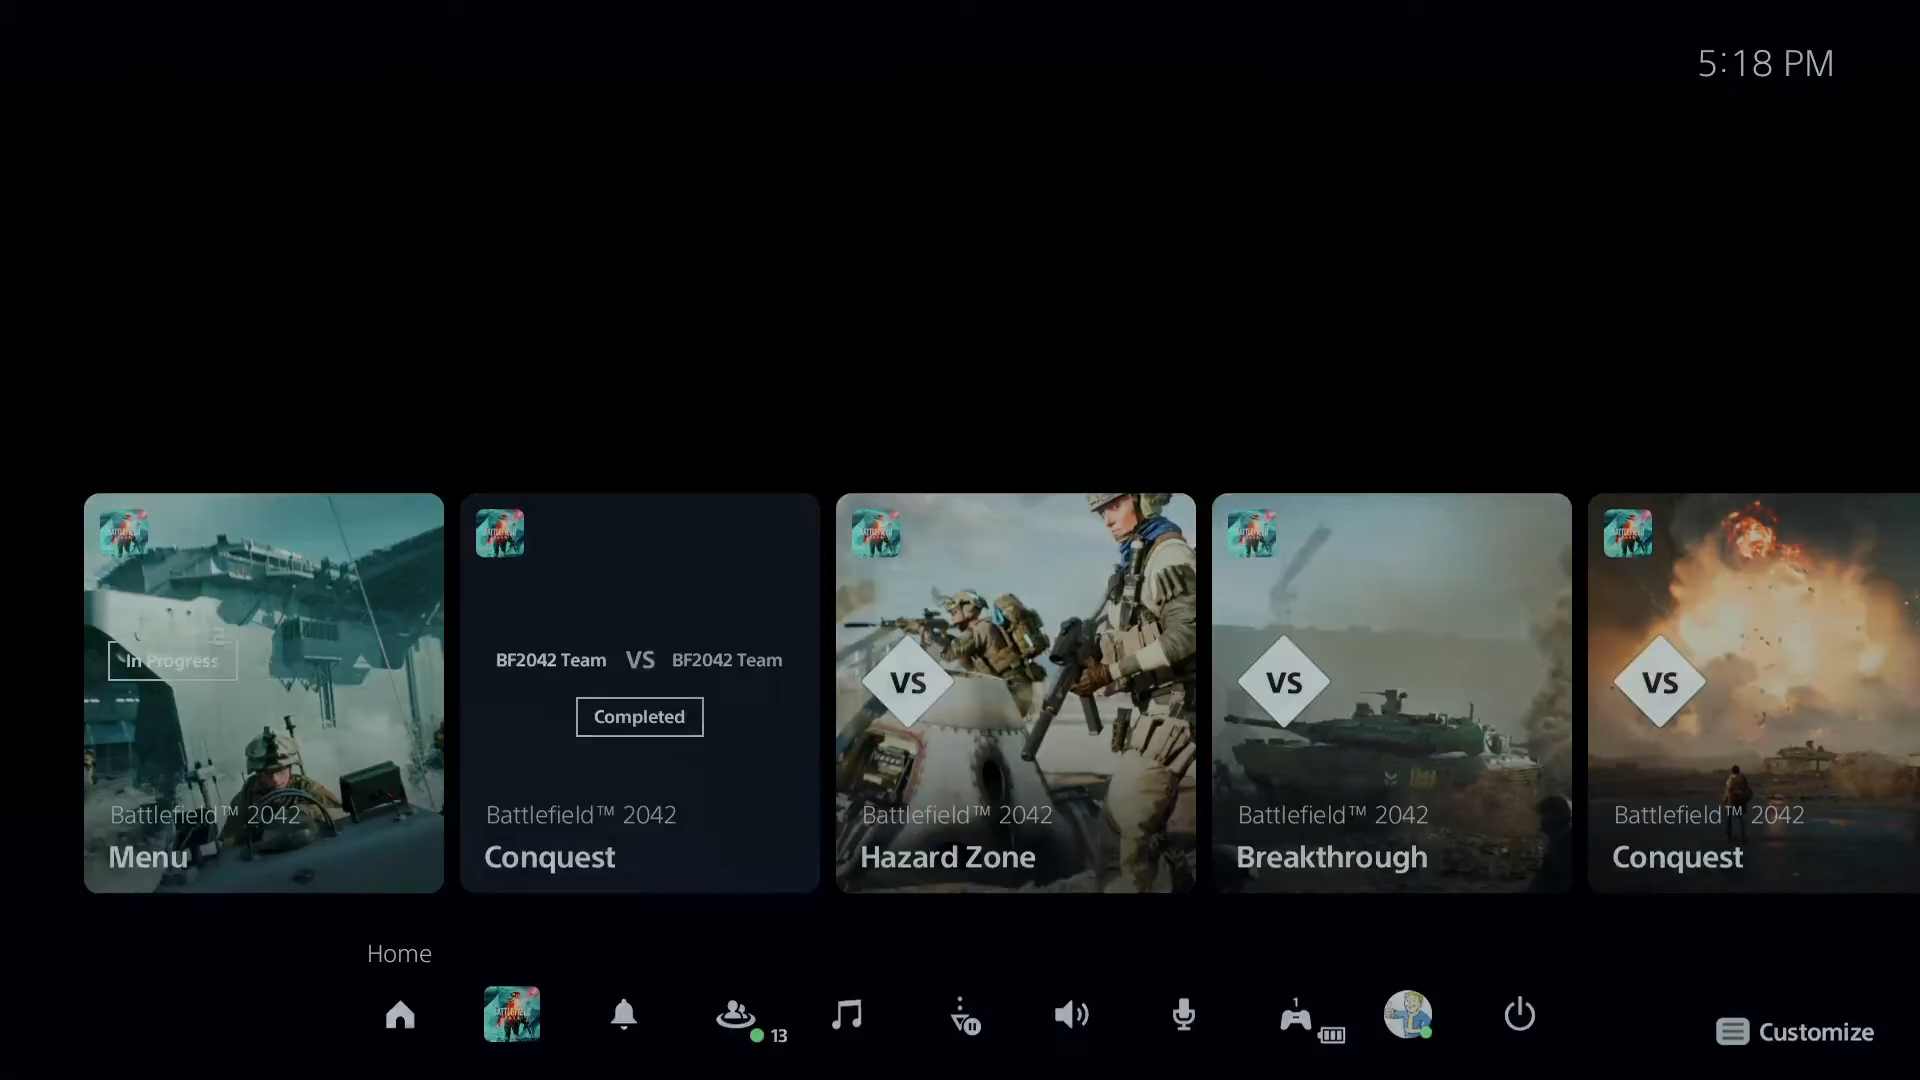 5:18 PM
In Progress
Battlefield™ 2042
Menu
BF2042 Team VS BF2042 Team
Completed
Battlefield™ 2042
Conquest
VS
Battlefield™ 2042
Hazard Zone
VS
Battlefield™ 2042
Breakthrough
VS
Battlefield™ 2042
Conquest
Home
13
1
Customize